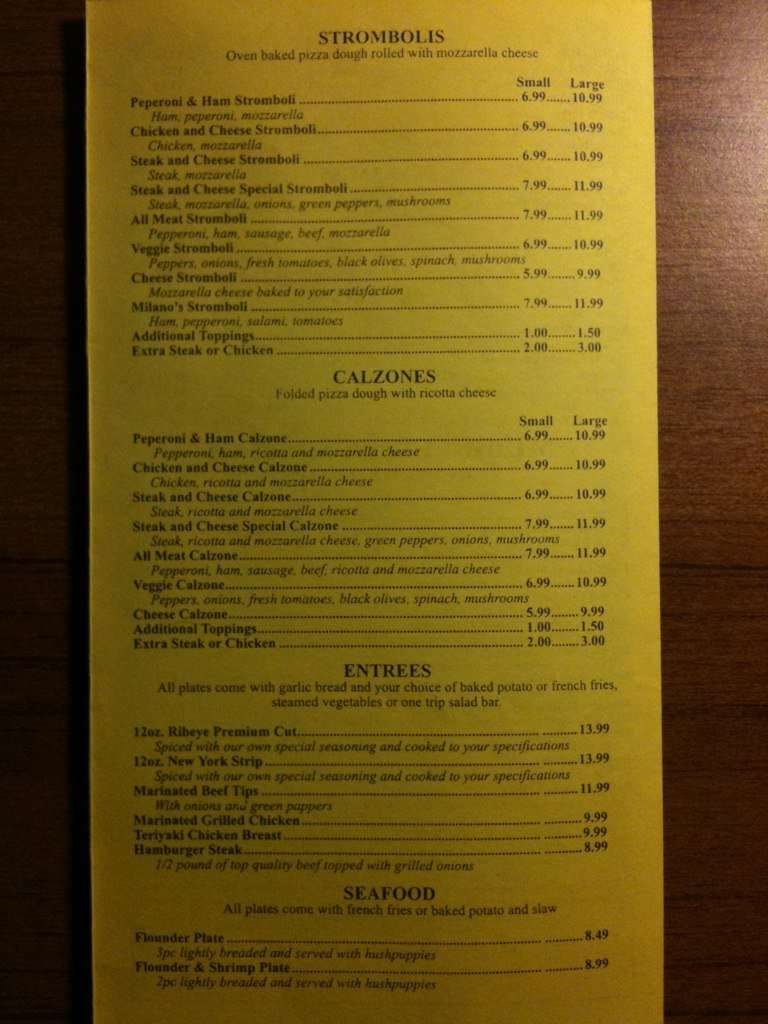 STROMBOLIS
Oven baked pizza dough rolled with mozzarella cheese
Small Large
Peperoni & Ham Stromboli ........ 6.99 ....... 10.99
Ham, peperoni, mozzarella
Chicken and Cheese Stromboli ........ 6.99 ....... 10.99
Chicken, mozzarella
Steak and Cheese Stromboli ........ 6.99 ....... 10.99
Steak, mozzarella
Steak and Cheese Special Stromboli ........ 7.99 ....... 11.99
Steak, mozzarella, onions, green peppers, mushrooms
All Meat Stromboli ........ 7.99 ....... 11.99
Pepperoni, ham, sausage, beef, mozzarella
Veggie Stromboli ........ 6.99 ....... 10.99
Peppers, onions, fresh tomatoes, black olives, spinach, mushrooms
Cheese Stromboli ........ 5.99 ........ 9.99
Mozzarella cheese baked to your satisfaction
Milano's Stromboli ........ 7.99 ....... 11.99
Ham, pepperoni, salami, tomatoes
Additional Toppings ........ 1.00 ........ 1.50
Extra Steak or Chicken ........ 2.00 ........ 3.00
CALZONES
Folded pizza dough with ricotta cheese
Small Large
Peperoni & Ham Calzone ........ 6.99 ....... 10.99
Pepperoni, ham, ricotta and mozzarella cheese
Chicken and Cheese Calzone ........ 6.99 ....... 10.99
Chicken, ricotta and mozzarella cheese
Steak and Cheese Calzone ........ 6.99 ....... 10.99
Steak, ricotta and mozzarella cheese
Steak and Cheese Special Calzone ........ 7.99 ....... 11.99
Steak, ricotta and mozzarella cheese, green peppers, onions, mushrooms
All Meat Calzone ........ 7.99 ....... 11.99
Pepperoni, ham, sausage, beef, ricotta and mozzarella cheese
Veggie Calzone ........ 6.99 ....... 10.99
Peppers, onions, fresh tomatoes, black olives, spinach, mushrooms
Cheese Calzone ........ 5.99 ........ 9.99
Additional Toppings ........ 1.00 ........ 1.50
Extra Steak or Chicken ........ 2.00 ........ 3.00
ENTREES
All plates come with garlic bread and your choice of baked potato or french fries,
steamed vegetables or one trip salad bar.
12oz. Ribeye Premium Cut ........ 13.99
Spiced with our own special seasoning and cooked to your specifications
12oz. New York Strip ........ 13.99
Spiced with our own special seasoning and cooked to your specifications
Marinated Beef Tips ........ 11.99
With onions and green pappers
Marinated Grilled Chicken ........ 9.99
Teriyaki Chicken Breast ........ 9.99
Hamburger Steak ........ 8.99
1/2 pound of top quality beef topped with grilled onions
SEAFOOD
All plates come with french fries or baked potato and slaw
Flounder Plate ........ 8.49
3pc lightly breaded and served with hushpuppies
Flounder & Shrimp Plate ........ 8.99
2pc lightly breaded and served with hushpuppies